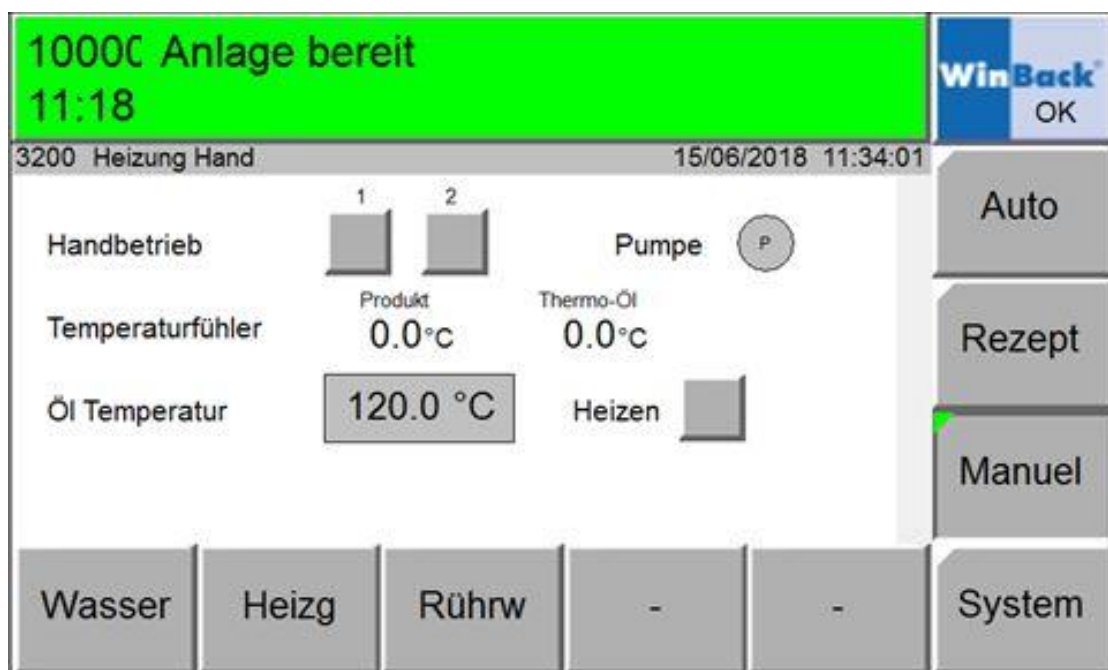 10000 Anlage bereit
11:18
WinBack
OK
3200 Heizung Hand 15/06/2018 11:34:01
1 2
Handbetrieb Pumpe P
Produkt Thermo-Öl
Temperaturfühler 0.0°C 0.0°C
Öl Temperatur 120.0 °C Heizen
Auto
Rezept
Manuel
System
Wasser Heizg Rührw - -